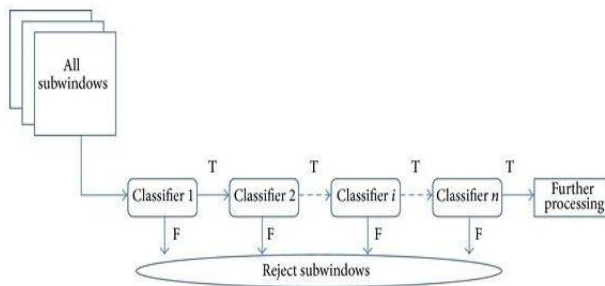 All
subwindows
T
T
T
T
Classifier 1
Classifier 2
Classifier i
Classifier n
Further
processing
F
F
F
F
Reject subwindows